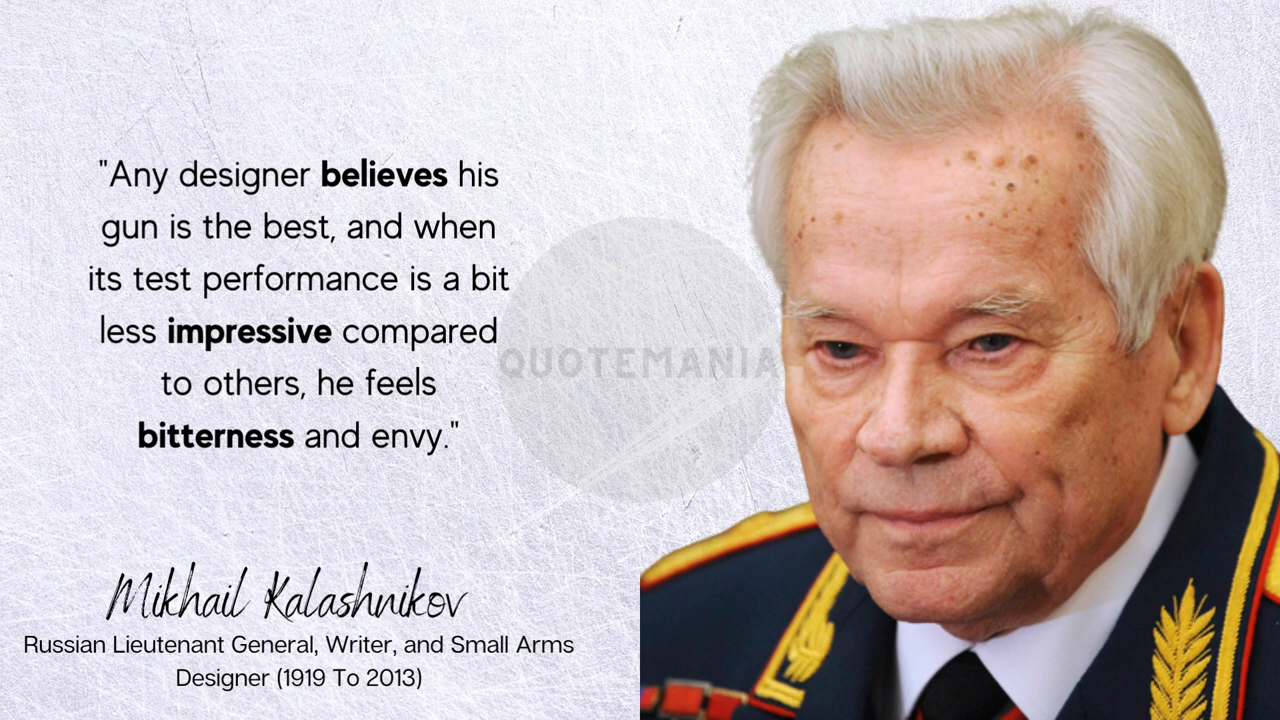 "Any designer believes his
gun is the best, and when
its test performance is a bit
less impressive compared
to others, he feels
bitterness and envy."
QUOTEMANIA
Mikhail Kalashnikov
Russian Lieutenant General, Writer, and Small Arms
Designer (1919 To 2013)